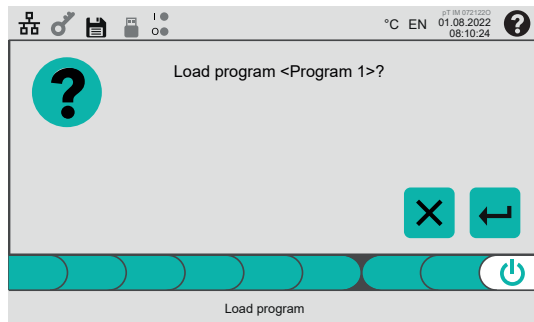 I
O
°C EN
pT IM 072122O
01.08.2022
08:10:24
Load program <Program 1>?
Load program